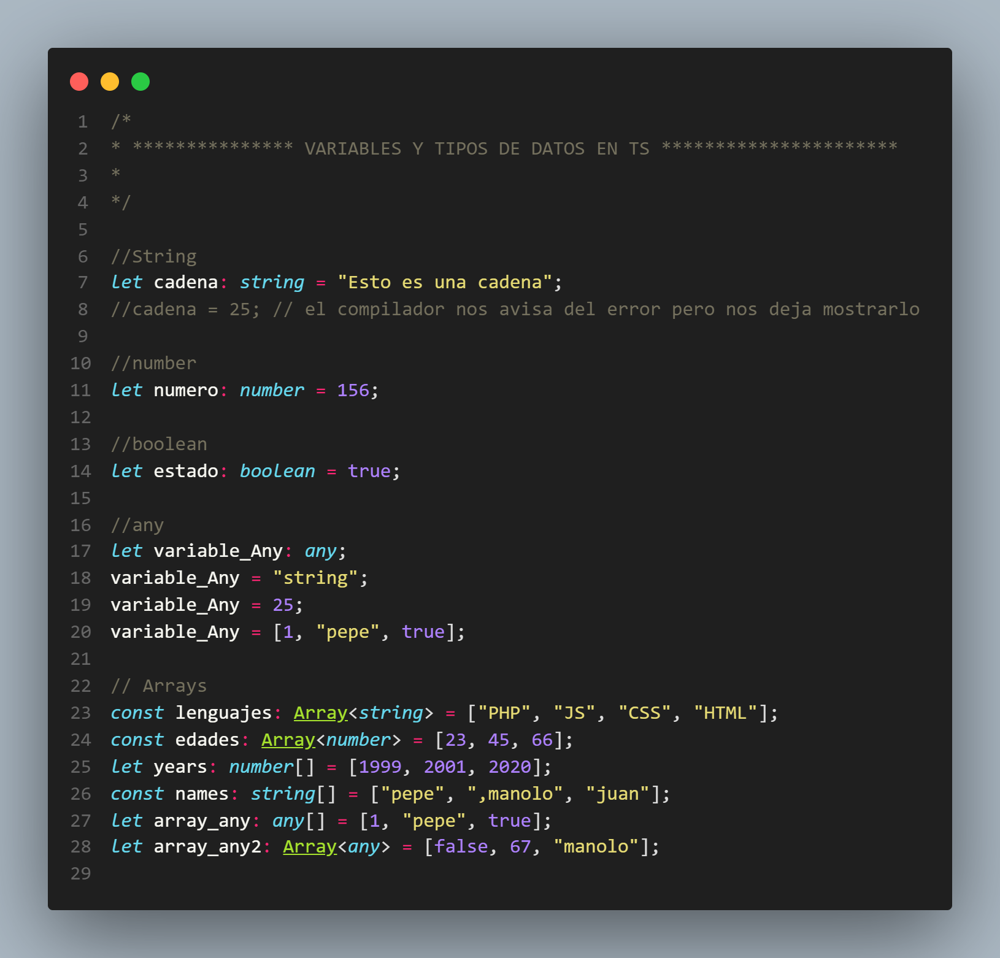 1 /*
2 * *************** VARIABLES Y TIPOS DE DATOS EN TS **********************
3 *
4 */
5
6 //String
7 let cadena: string = "Esto es una cadena";
8 //cadena = 25; // el compilador nos avisa del error pero nos deja mostrarlo
9
10 //number
11 let numero: number = 156;
12
13 //boolean
14 let estado: boolean = true;
15
16 //any
17 let variable_Any: any;
18 variable_Any = "string";
19 variable_Any = 25;
20 variable_Any = [1, "pepe", true];
21
22 // Arrays
23 const lenguajes: Array<string> = ["PHP", "JS", "CSS", "HTML"];
24 const edades: Array<number> = [23, 45, 66];
25 let years: number[] = [1999, 2001, 2020];
26 const names: string[] = ["pepe", ",manolo", "juan"];
27 let array_any: any[] = [1, "pepe", true];
28 let array_any2: Array<any> = [false, 67, "manolo"];
29